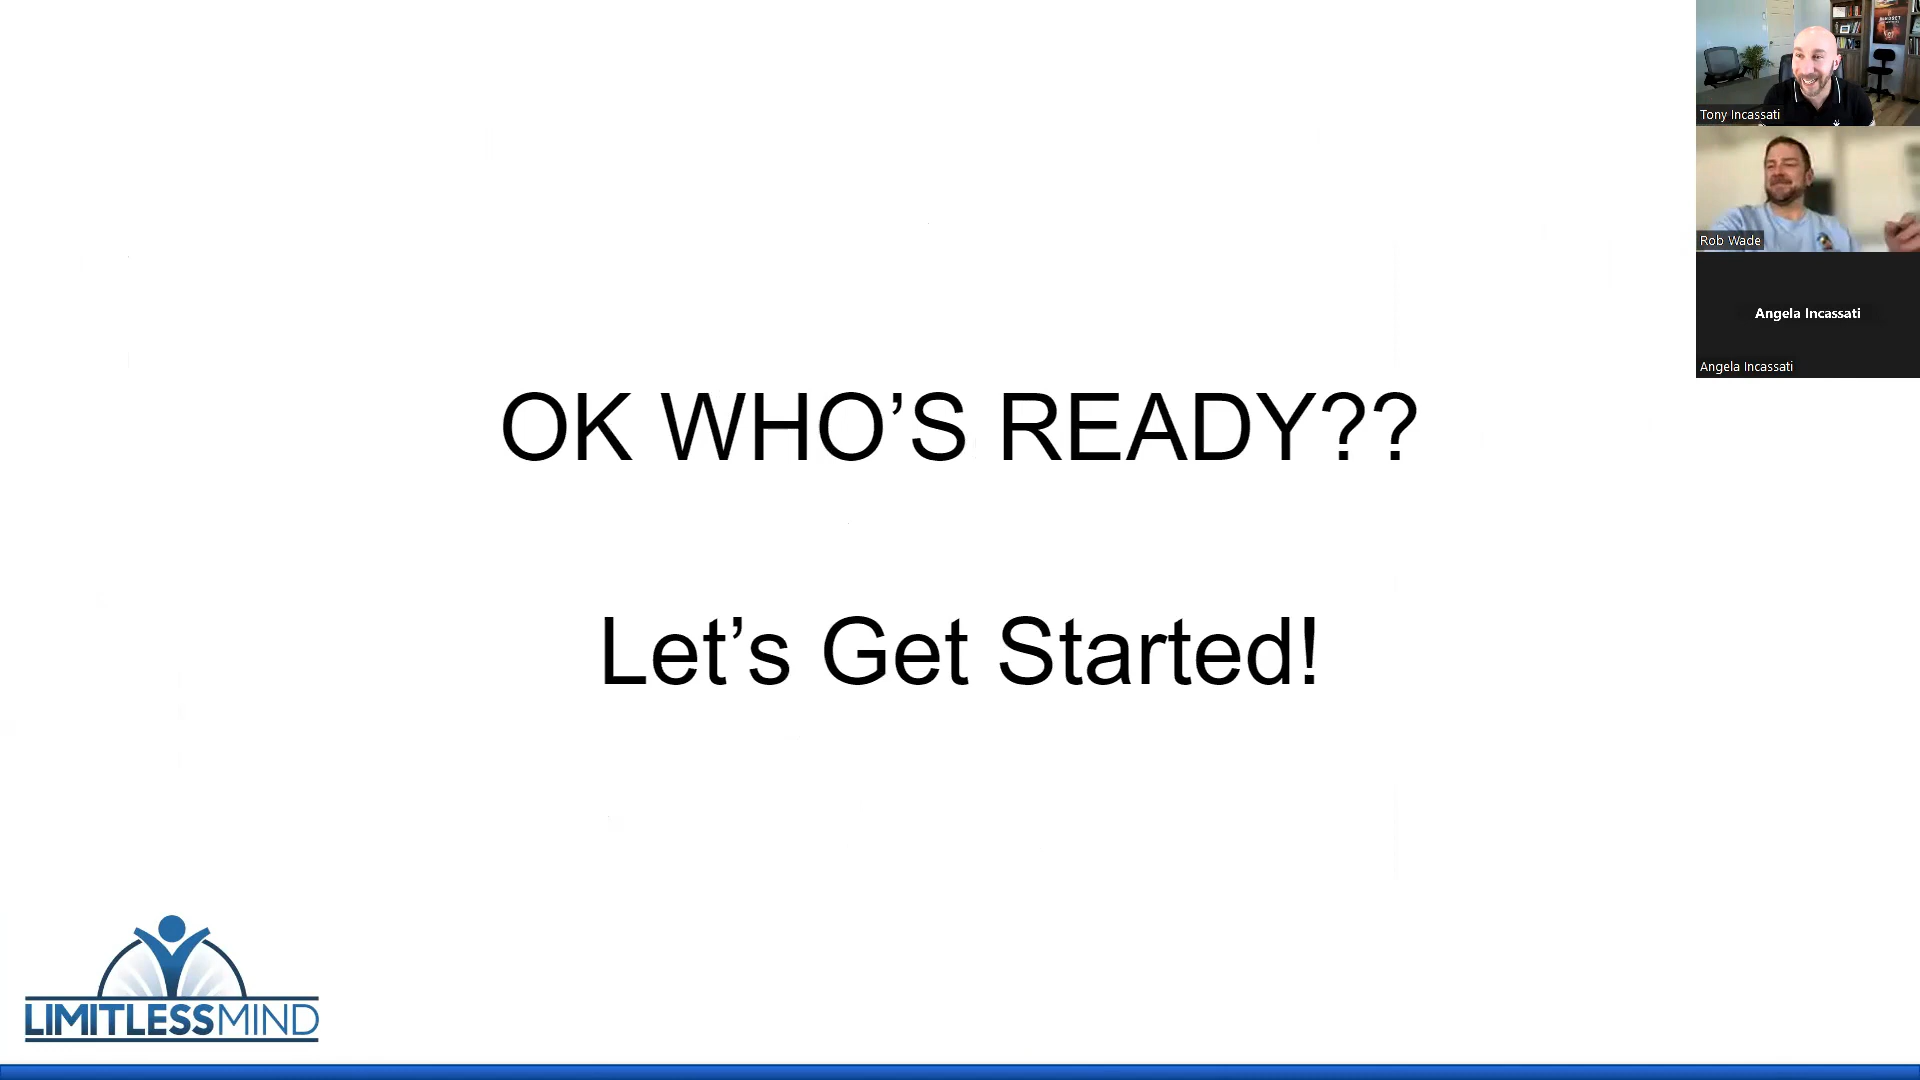 Tony Incassati
Rob Wade
Angela Incassati
Angela Incassati
OK WHO’S READY??
Let’s Get Started!
LIMITLESSMIND